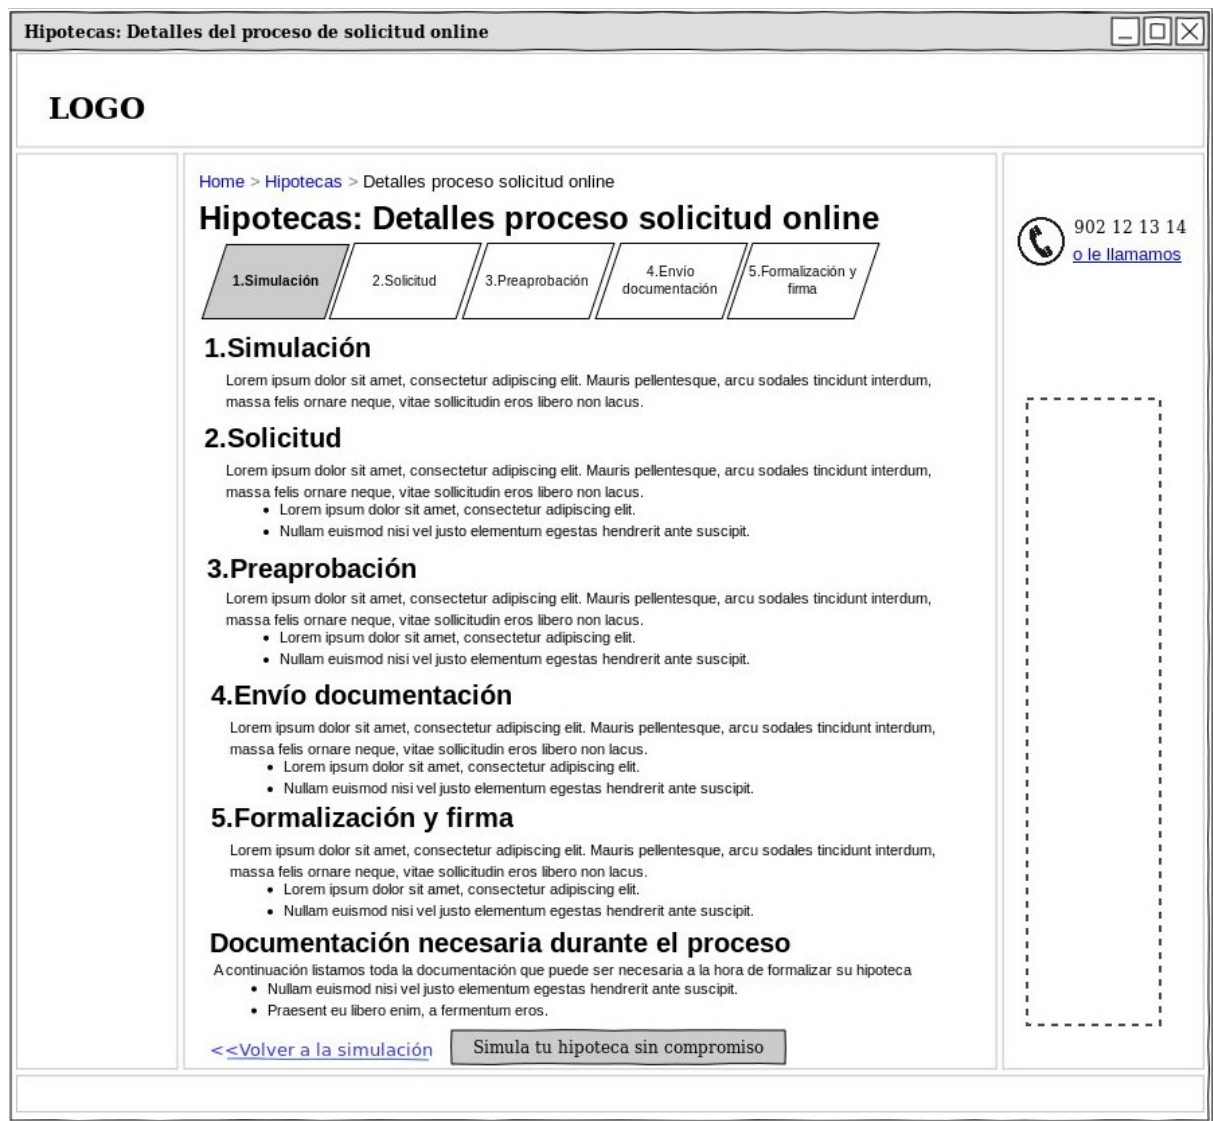 Hipotecas: Detalles del proceso de solicitud online
LOGO
Home > Hipotecas > Detalles proceso solicitud online
Hipotecas: Detalles proceso solicitud online
1.Simulación
2.Solicitud
3.Preaprobación
4.Envío
documentación
5.Formalización y
firma
902 12 13 14
o le llamamos
1.Simulación
Lorem ipsum dolor sit amet, consectetur adipiscing elit. Mauris pellentesque, arcu sodales tincidunt interdum,
massa felis ornare neque, vitae sollicitudin eros libero non lacus.
2.Solicitud
Lorem ipsum dolor sit amet, consectetur adipiscing elit. Mauris pellentesque, arcu sodales tincidunt interdum,
massa felis ornare neque, vitae sollicitudin eros libero non lacus.
• Lorem ipsum dolor sit amet, consectetur adipiscing elit.
• Nullam euismod nisi vel justo elementum egestas hendrerit ante suscipit.
3.Preaprobación
Lorem ipsum dolor sit amet, consectetur adipiscing elit. Mauris pellentesque, arcu sodales tincidunt interdum,
massa felis ornare neque, vitae sollicitudin eros libero non lacus.
• Lorem ipsum dolor sit amet, consectetur adipiscing elit.
• Nullam euismod nisi vel justo elementum egestas hendrerit ante suscipit.
4.Envío documentación
Lorem ipsum dolor sit amet, consectetur adipiscing elit. Mauris pellentesque, arcu sodales tincidunt interdum,
massa felis ornare neque, vitae sollicitudin eros libero non lacus.
• Lorem ipsum dolor sit amet, consectetur adipiscing elit.
• Nullam euismod nisi vel justo elementum egestas hendrerit ante suscipit.
5.Formalización y firma
Lorem ipsum dolor sit amet, consectetur adipiscing elit. Mauris pellentesque, arcu sodales tincidunt interdum,
massa felis ornare neque, vitae sollicitudin eros libero non lacus.
• Lorem ipsum dolor sit amet, consectetur adipiscing elit.
• Nullam euismod nisi vel justo elementum egestas hendrerit ante suscipit.
Documentación necesaria durante el proceso
A continuación listamos toda la documentación que puede ser necesaria a la hora de formalizar su hipoteca
• Nullam euismod nisi vel justo elementum egestas hendrerit ante suscipit.
• Praesent eu libero enim, a fermentum eros.
<<Volver a la simulación
Simula tu hipoteca sin compromiso